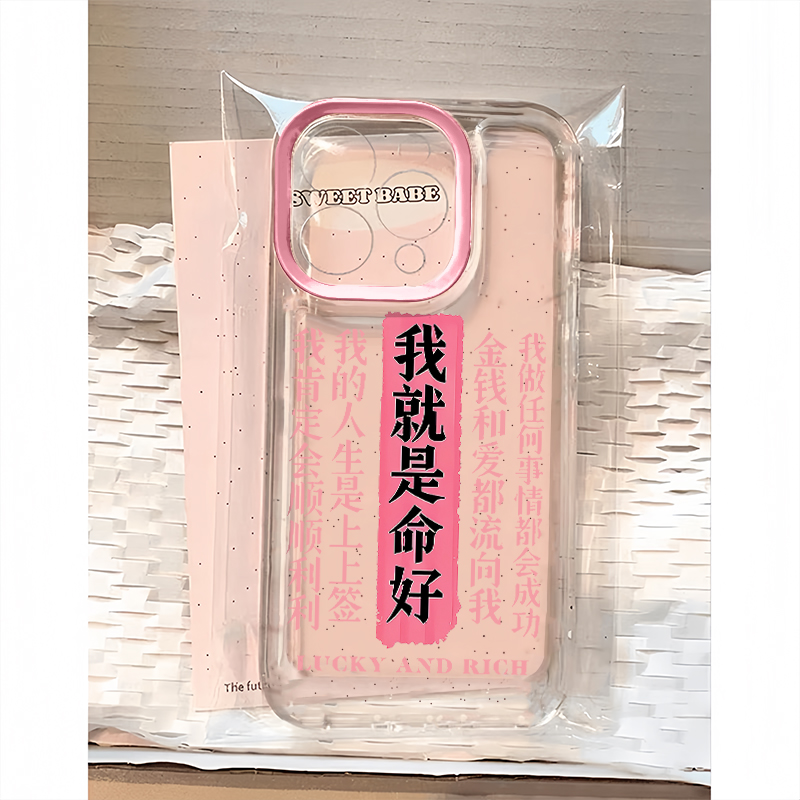 SWEET BABE
我做任何事情都会成功
金钱和爱都流向我
我就是命好
我的人生是上上签
我肯定会顺顺利利
LUCKY AND RICH
The futu